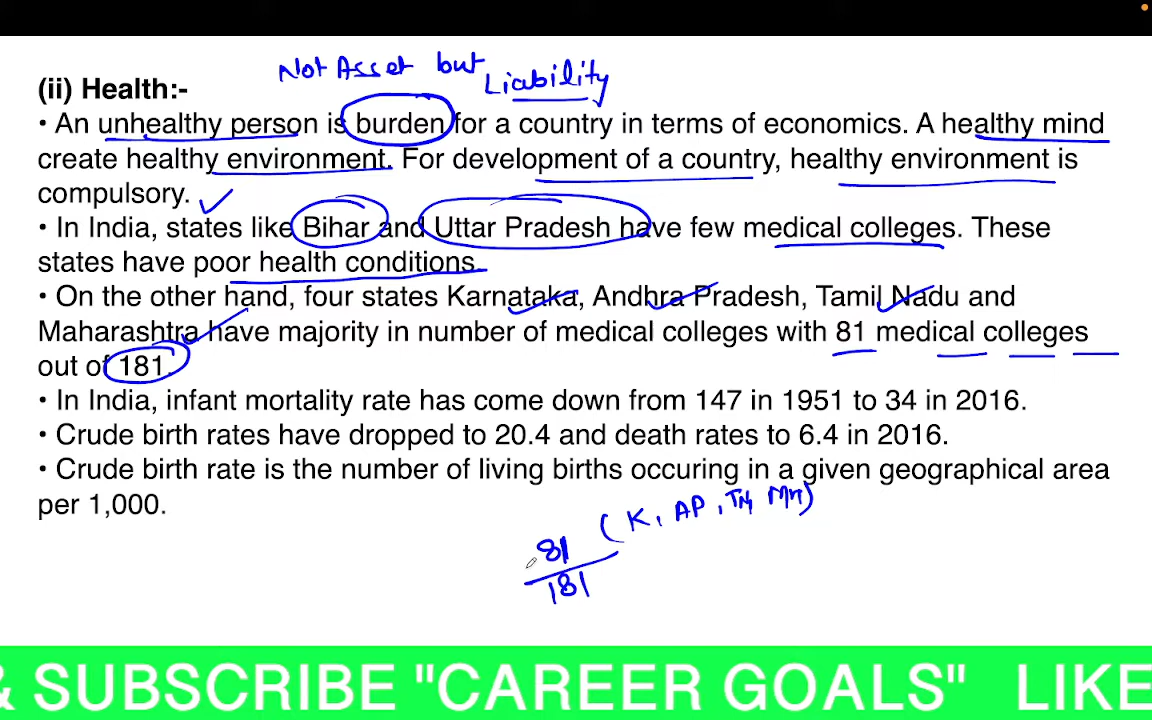 Not Asset but
Liability
(ii) Health:-
• An unhealthy person is burden for a country in terms of economics. A healthy mind
create healthy environment. For development of a country, healthy environment is
compulsory.
• In India, states like Bihar and Uttar Pradesh have few medical colleges. These
states have poor health conditions.
• On the other hand, four states Karnataka, Andhra Pradesh, Tamil Nadu and
Maharashtra have majority in number of medical colleges with 81 medical colleges
out of 181.
• In India, infant mortality rate has come down from 147 in 1951 to 34 in 2016.
• Crude birth rates have dropped to 20.4 and death rates to 6.4 in 2016.
• Crude birth rate is the number of living births occuring in a given geographical area
per 1,000.
(K, AP, TN, MH)
81
181
& SUBSCRIBE "CAREER GOALS" LIKE